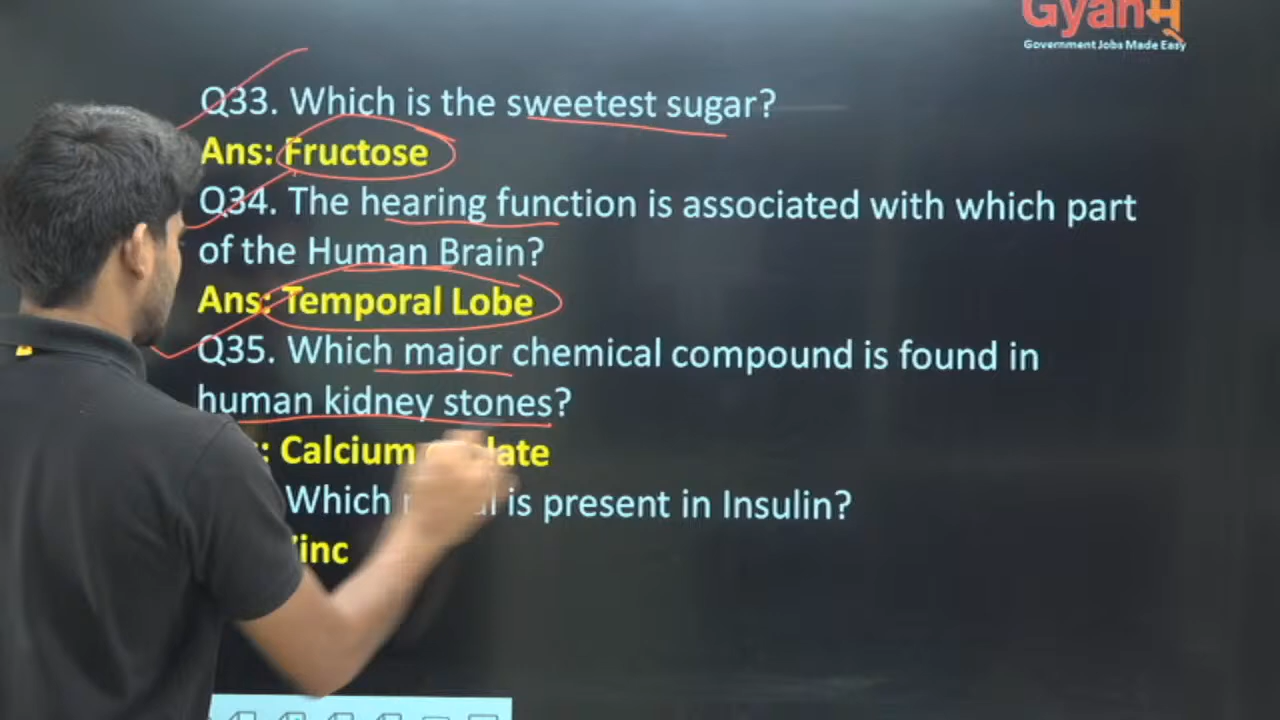 Gyanम्
Government Jobs Made Easy
Q33. Which is the sweetest sugar?
Ans: Fructose
Q34. The hearing function is associated with which part
of the Human Brain?
Ans: Temporal Lobe
Q35. Which major chemical compound is found in
human kidney stones?
Calcium
Which is present in Insulin?